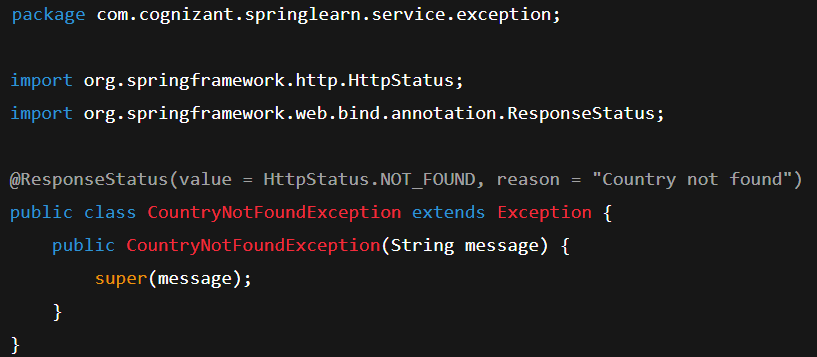 package com.cognizant.springlearn.service.exception;
import org.springframework.http.HttpStatus;
import org.springframework.web.bind.annotation.ResponseStatus;
@ResponseStatus(value = HttpStatus.NOT_FOUND, reason = "Country not found")
public class CountryNotFoundException extends Exception {
    public CountryNotFoundException(String message) {
        super(message);
    }
}